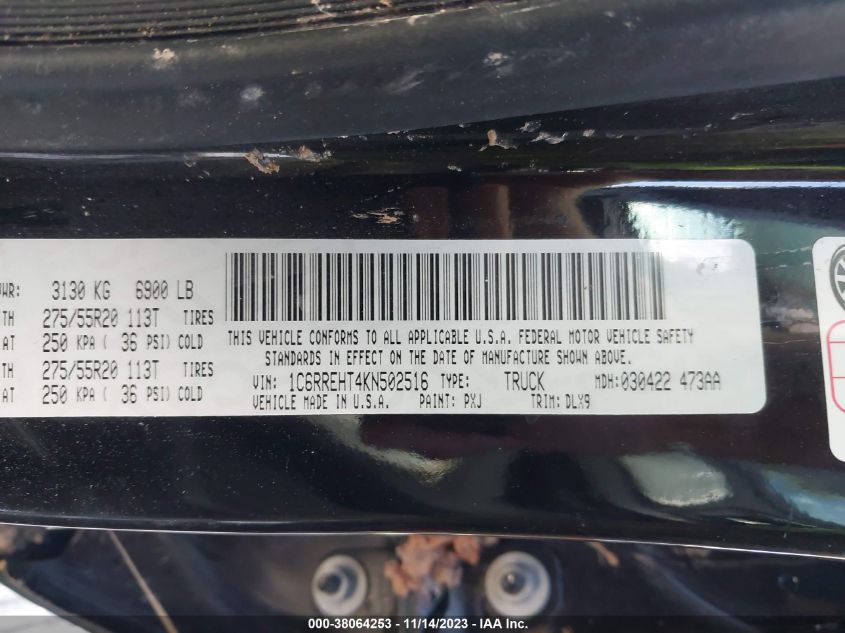 WR: 3130 KG 6900 LB
TH 275/55R20 113T TIRES
AT 250 KPA ( 36 PSI) COLD
TH 275/55R20 113T TIRES
AT 250 KPA ( 36 PSI) COLD
THIS VEHICLE CONFORMS TO ALL APPLICABLE U.S.A. FEDERAL MOTOR VEHICLE SAFETY
STANDARDS IN EFFECT ON THE DATE OF MANUFACTURE SHOWN ABOVE.
VIN: 1C6RREHT4KN502516 TYPE: TRUCK MDH:030422 473AA
VEHICLE MADE IN U.S.A. PAINT: PXJ TRIM: DLX9
000-38064253 - 11/14/2023 - IAA Inc.